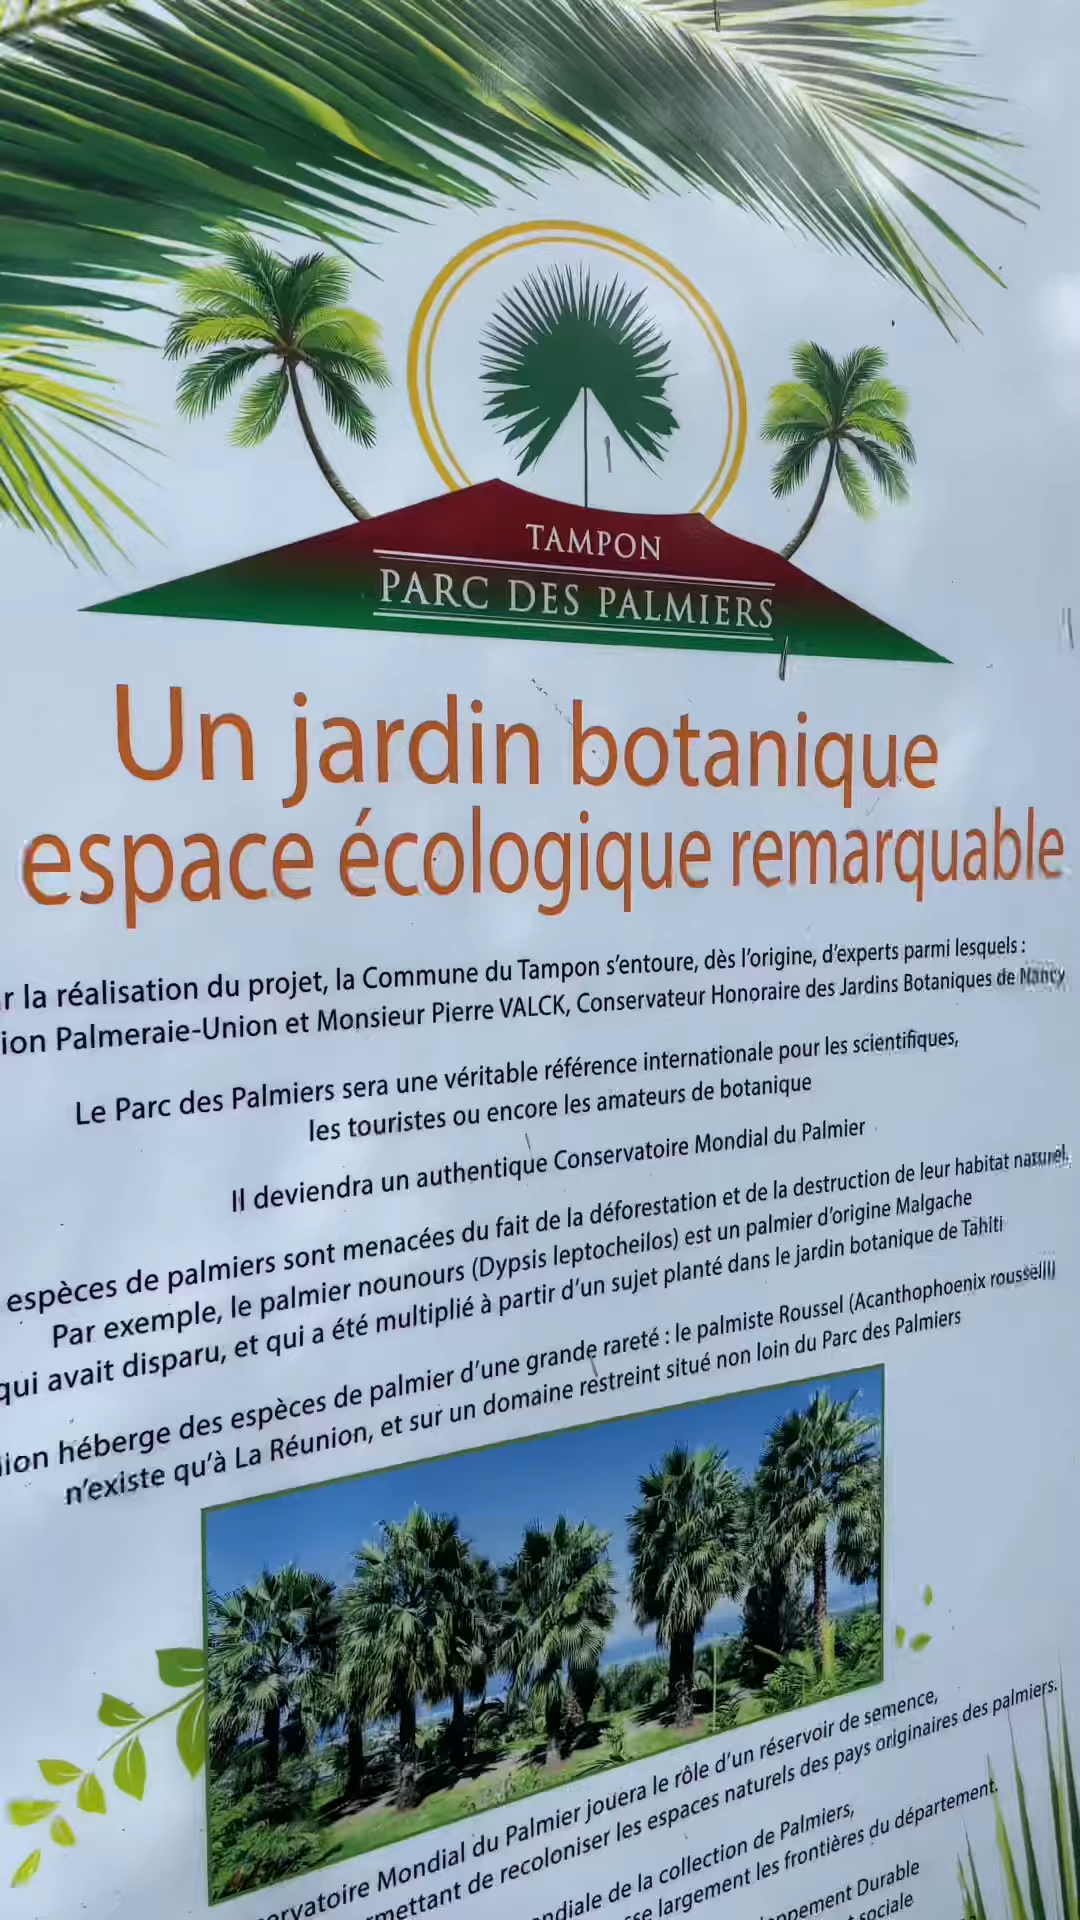 TAMPON
PARC DES PALMIERS
Un jardin botanique
espace écologique remarquable
r la réalisation du projet, la Commune du Tampon s'entoure, dès l'origine, d'experts parmi lesquels :
ion Palmeraie-Union et Monsieur Pierre VALCK, Conservateur Honoraire des Jardins Botaniques de Nancy
Le Parc des Palmiers sera une véritable référence internationale pour les scientifiques,
les touristes ou encore les amateurs de botanique
Il deviendra un authentique Conservatoire Mondial du Palmier
espèces de palmiers sont menacées du fait de la déforestation et de la destruction de leur habitat naturel.
Par exemple, le palmier nounours (Dypsis leptocheilos) est un palmier d'origine Malgache
qui avait disparu, et qui a été multiplié à partir d'un sujet planté dans le jardin botanique de Tahiti
ion héberge des espèces de palmier d'une grande rareté : le palmiste Roussel (Acanthophoenix rousselii)
n'existe qu'à La Réunion, et sur un domaine restreint situé non loin du Parc des Palmiers
ervatoire Mondial du Palmier jouera le rôle d'un réservoir de semence,
rmettant de recoloniser les espaces naturels des pays originaires des palmiers.
ndiale de la collection de Palmiers,
se largement les frontières du département.
oppement Durable
sociale